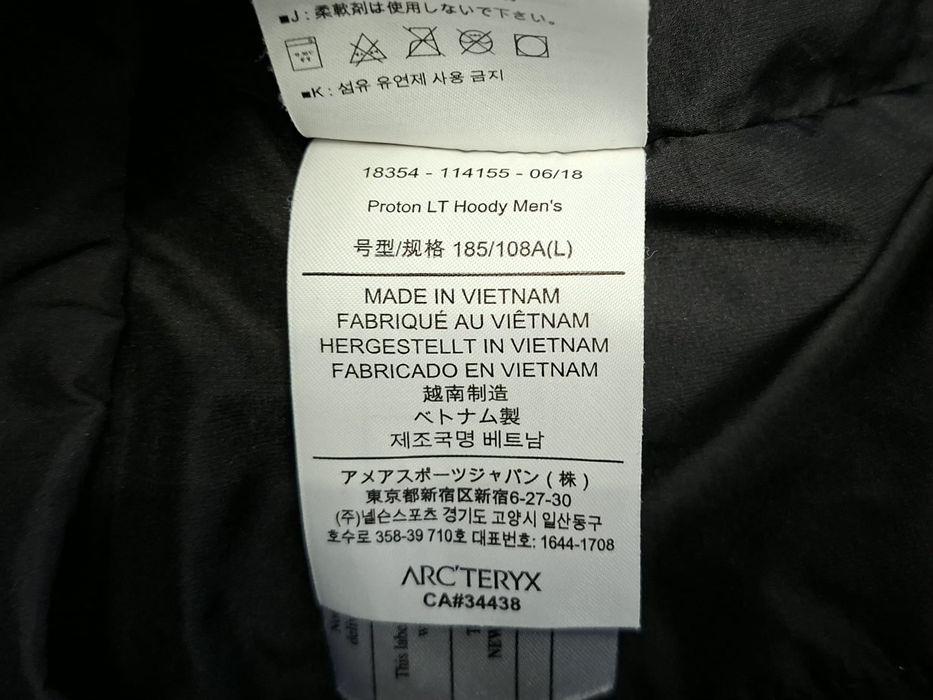 ■J : 柔軟剤は使用しないで下さい。
■K : 섬유 유연제 사용 금지
18354 - 114155 - 06/18
Proton LT Hoody Men's
号型/规格 185/108A(L)
MADE IN VIETNAM
FABRIQUÉ AU VIÊTNAM
HERGESTELLT IN VIETNAM
FABRICADO EN VIETNAM
越南制造
ベトナム製
제조국명 베트남
アメアスポーツジャパン ( 株 )
東京都新宿区新宿6-27-30
(주)넬슨스포츠 경기도 고양시 일산동구
호수로 358-39 710호 대표번호: 1644-1708
ARC'TERYX
CA#34438
This labe
NEW